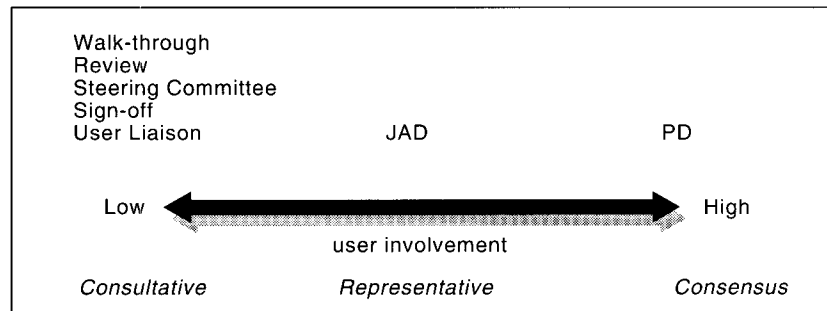 Walk-through
Review
Steering Committee
Sign-off
User Liaison JAD PD
Low High
user involvement
Consultative Representative Consensus